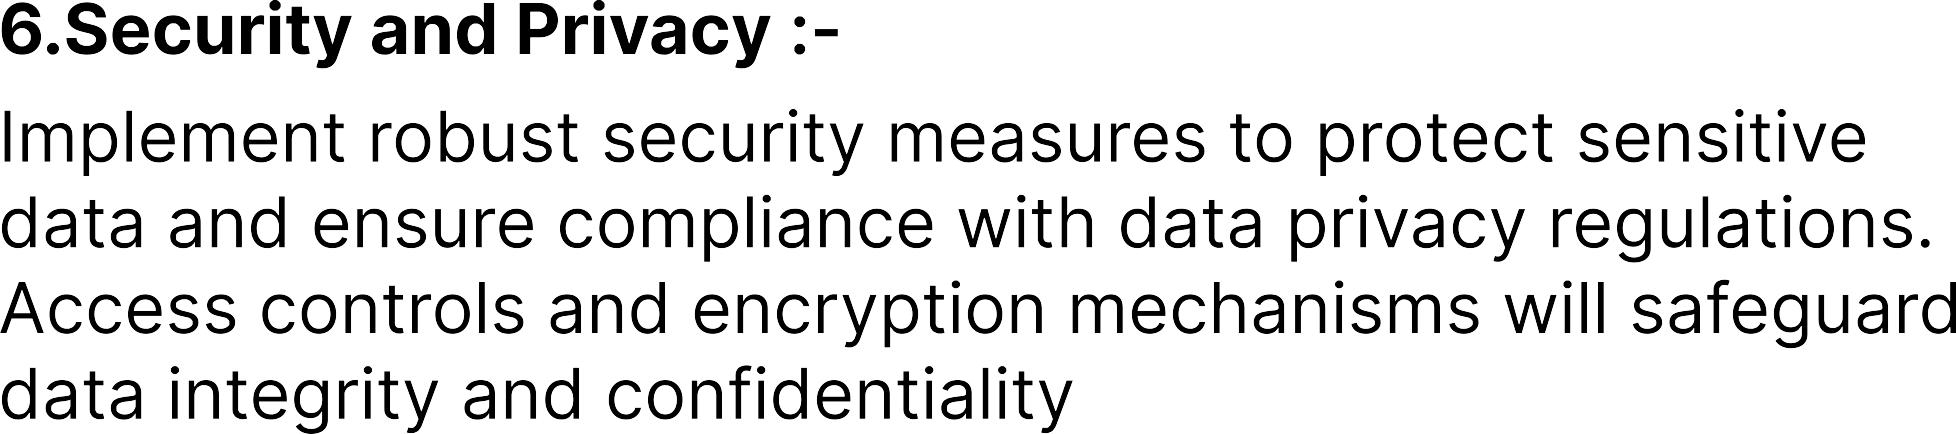 6.Security and Privacy :-
Implement robust security measures to protect sensitive
data and ensure compliance with data privacy regulations.
Access controls and encryption mechanisms will safeguard
data integrity and confidentiality